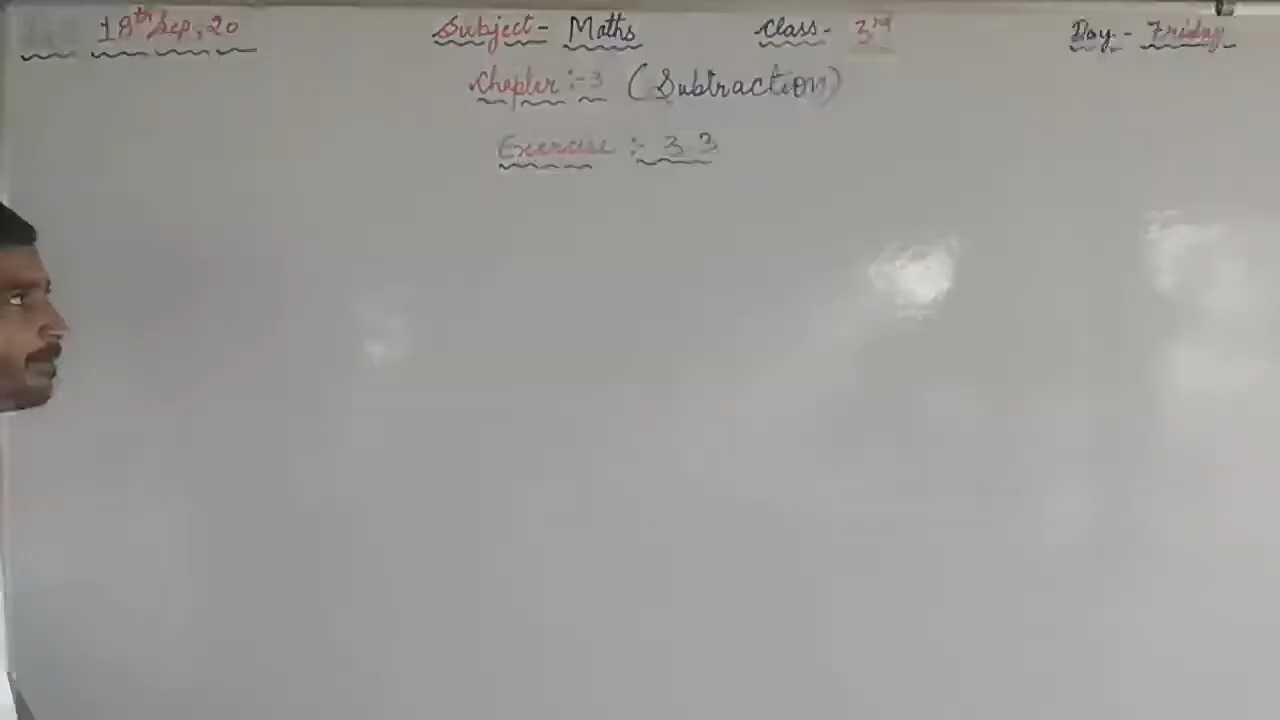 18th Sep, 20 Subject- Maths Class- 3rd Day.- Friday
Chapter:-3 (Subtraction)
Exercise :- 3.3